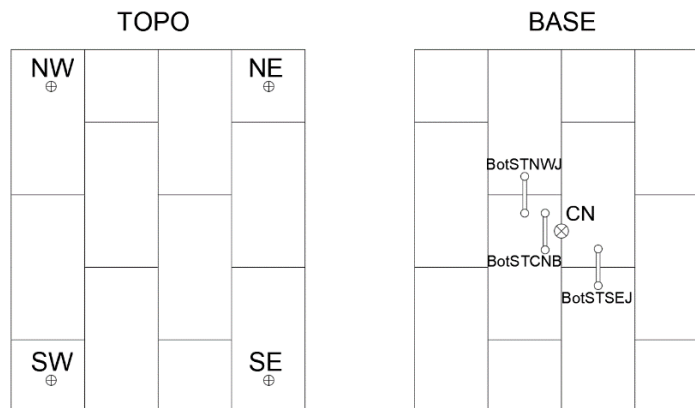 TOPO
BASE
NW
NE
BotSTNWJ
CN
BotSTCNB
BotSTSEJ
SW
SE